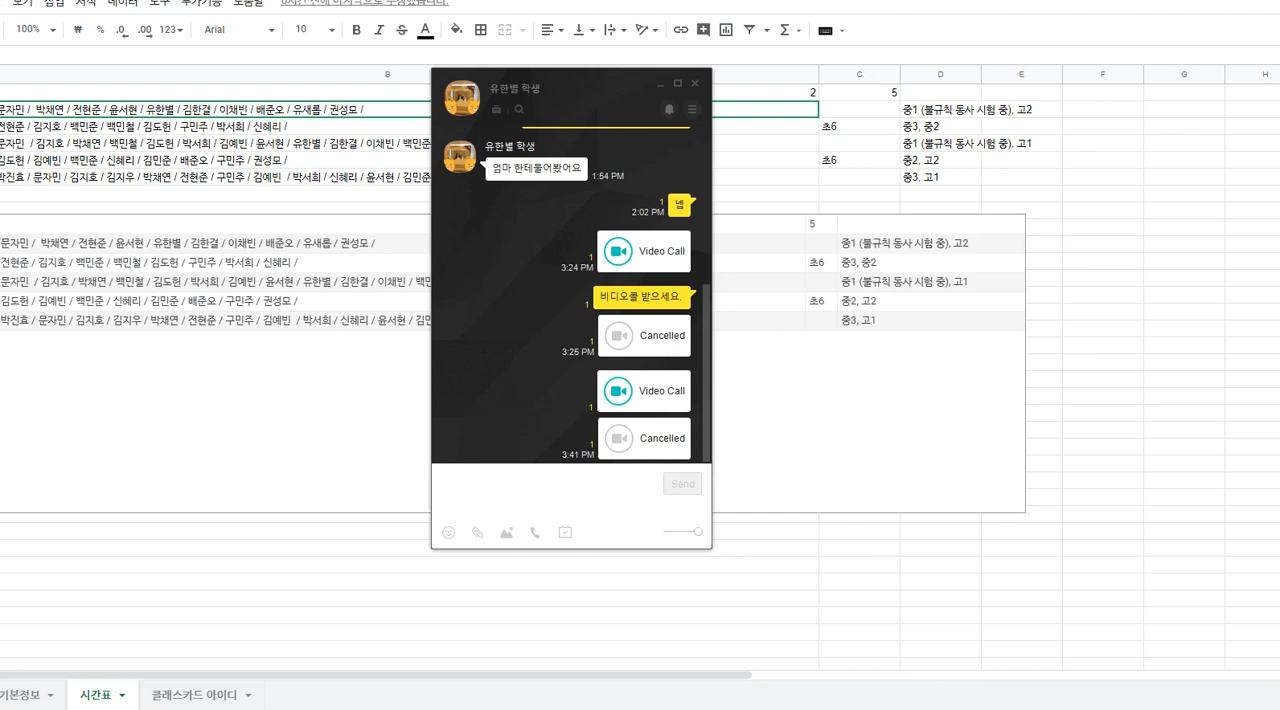 보기 삽입 서식 데이터 도구 부가기능 도움말
100% ₩ % .0 .00 123 Arial 10 B I S A Σ
B C D E F G H
2 5
문자민 / 박채연 / 전현준 / 윤서현 / 유한별 / 김한결 / 이채빈 / 배준오 / 유새롬 / 권성모 / 중1 (불규칙 동사 시험 중), 고2
전현준 / 김지호 / 백민준 / 백민철 / 김도헌 / 구민주 / 박서희 / 신혜리 / 초6 중3, 중2
문자민 / 김지호 / 박채연 / 백민준 / 백민철 / 김도헌 / 박서희 / 김예빈 / 윤서현 / 유한별 / 김한결 / 이채빈 / 배민준 중1 (불규칙 동사 시험 중), 고1
김도헌 / 김예빈 / 백민준 / 신혜리 / 김민준 / 배준오 / 구민주 / 권성모 / 초6 중2, 고2
박진효 / 문자민 / 김지호 / 김지우 / 박채연 / 전현준 / 구민주 / 김예빈 / 박서희 / 신혜리 / 윤서현 / 김민준 중3, 고1
5
문자민 / 박채연 / 전현준 / 윤서현 / 유한별 / 김한결 / 이채빈 / 배준오 / 유새롬 / 권성모 / 중1 (불규칙 동사 시험 중), 고2
전현준 / 김지호 / 백민준 / 백민철 / 김도헌 / 구민주 / 박서희 / 신혜리 / 초6 중3, 중2
문자민 / 김지호 / 박채연 / 백민준 / 백민철 / 김도헌 / 박서희 / 김예빈 / 윤서현 / 유한별 / 김한결 / 이채빈 / 백민 중1 (불규칙 동사 시험 중), 고1
김도헌 / 김예빈 / 백민준 / 신혜리 / 김민준 / 배준오 / 구민주 / 권성모 / 초6 중2, 고2
박진효 / 문자민 / 김지호 / 김지우 / 박채연 / 전현준 / 구민주 / 김예빈 / 박서희 / 신혜리 / 윤서현 / 김민 중3, 고1
유한별 학생
유한별 학생
엄마 한테물어봤어요
1:54 PM
1
2:02 PM 넵
Video Call
1
3:24 PM
비디오콜 받으세요.
1
Cancelled
1
3:25 PM
Video Call
1
Cancelled
1
3:41 PM
Send
기본정보 시간표 클래스카드 아이디